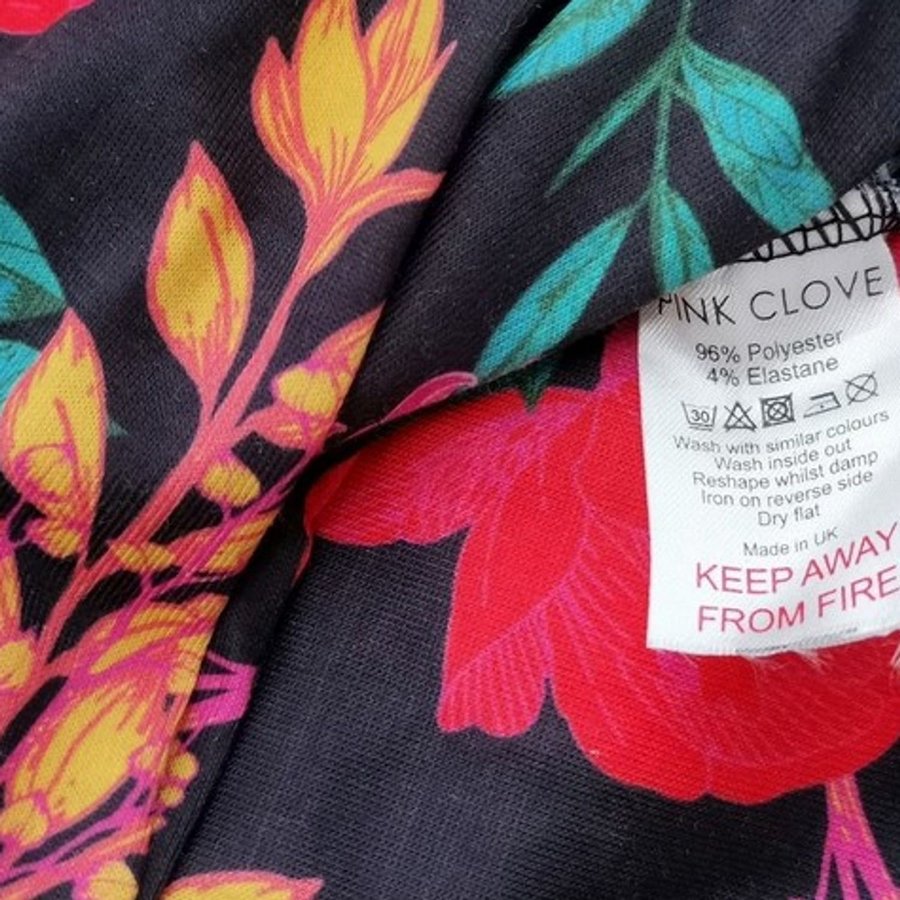 PINK CLOVE
96% Polyester
4% Elastane
30
Wash with similar colours
Wash inside out
Reshape whilst damp
Iron on reverse side
Dry flat
Made in UK
KEEP AWAY
FROM FIRE